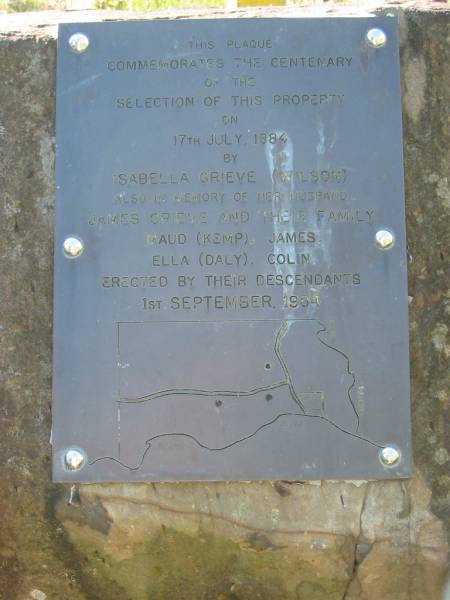 THIS PLAQUE
COMMEMORATES THE CENTENARY
OF THE
SELECTION OF THIS PROPERTY
ON
17TH JULY, 1884
BY
ISABELLA GRIEVE (WILSON)
ALSO IN MEMORY OF HER HUSBAND
JAMES GRIEVE AND THEIR FAMILY
MAUD (KEMP), JAMES,
ELLA (DALY), COLIN
ERECTED BY THEIR DESCENDANTS
1ST SEPTEMBER, 1984